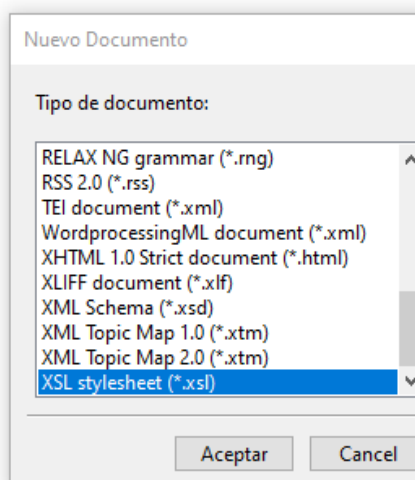 Nuevo Documento
Tipo de documento:
RELAX NG grammar (*.rng)
RSS 2.0 (*.rss)
TEI document (*.xml)
WordprocessingML document (*.xml)
XHTML 1.0 Strict document (*.html)
XLIFF document (*.xlf)
XML Schema (*.xsd)
XML Topic Map 1.0 (*.xtm)
XML Topic Map 2.0 (*.xtm)
XSL stylesheet (*.xsl)
Aceptar Cancel